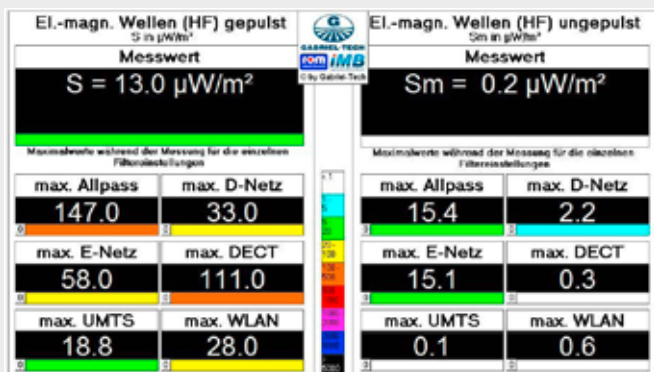 El.-magn. Wellen (HF) gepulst
S in µW/m²
Messwert
S = 13.0 µW/m²
Maximalwerte während der Messung für die einzelnen
Filtereinstellungen
max. Allpass
max. D-Netz
147.0
33.0
max. E-Netz
max. DECT
58.0
111.0
max. UMTS
max. WLAN
18.8
28.0
GABRIEL-TECH
rom iMB
© by Gabriel-Tech
El.-magn. Wellen (HF) ungepulst
Sm in µW/m²
Messwert
Sm = 0.2 µW/m²
Maximalwerte während der Messung für die einzelnen
Filtereinstellungen
max. Allpass
max. D-Netz
15.4
2.2
max. E-Netz
max. DECT
15.1
0.3
max. UMTS
max. WLAN
0.1
0.6